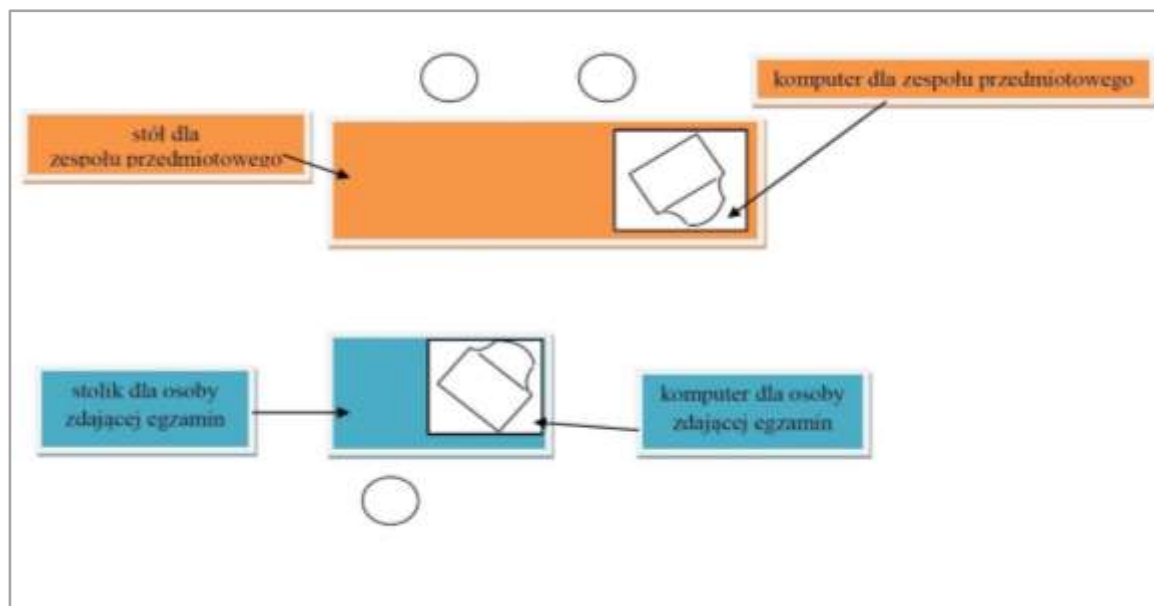 komputer dla zespołu przedmiotowego
stół dla
zespołu przedmiotowego
stolik dla osoby
zdającej egzamin
komputer dla osoby
zdającej egzamin